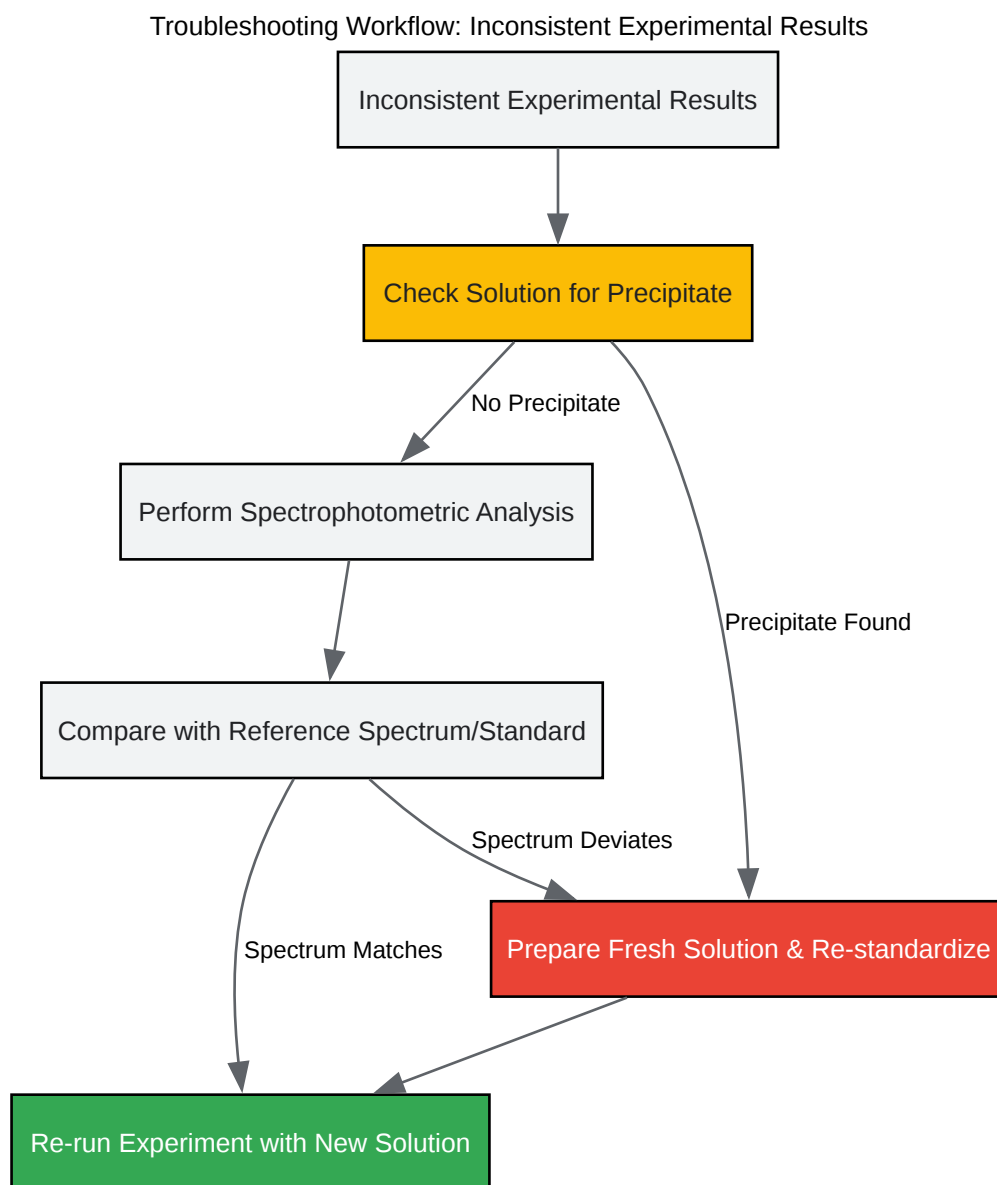 Troubleshooting Workflow: Inconsistent Experimental Results
Inconsistent Experimental Results
Check Solution for Precipitate
No Precipitate
Perform Spectrophotometric Analysis
Precipitate Found
Compare with Reference Spectrum/Standard
Spectrum Deviates
Spectrum Matches
Prepare Fresh Solution & Re-standardize
Re-run Experiment with New Solution